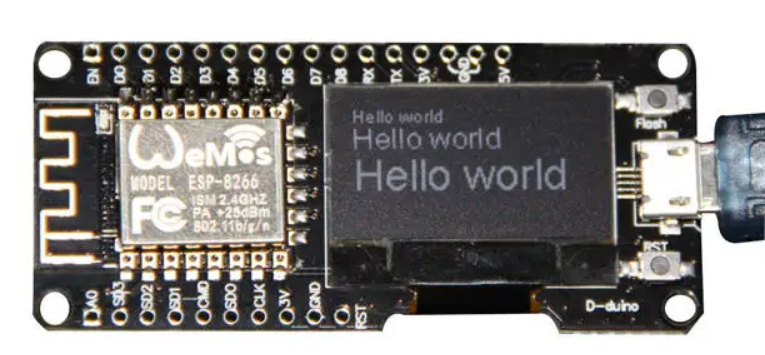 EN D0 D1 D2 D3 D4 D5 D6 D7 D8 RX TX 3V GND 5V
WeMos
MODEL ESP-8266
ISM 2.4GHZ
PA +25dBm
802.11b/g/n
FC
Hello world
Hello world
Hello world
Flash
RST
A0 SD3 SD2 SD1 CMD SD0 CLK 3V GND RST
D-duino